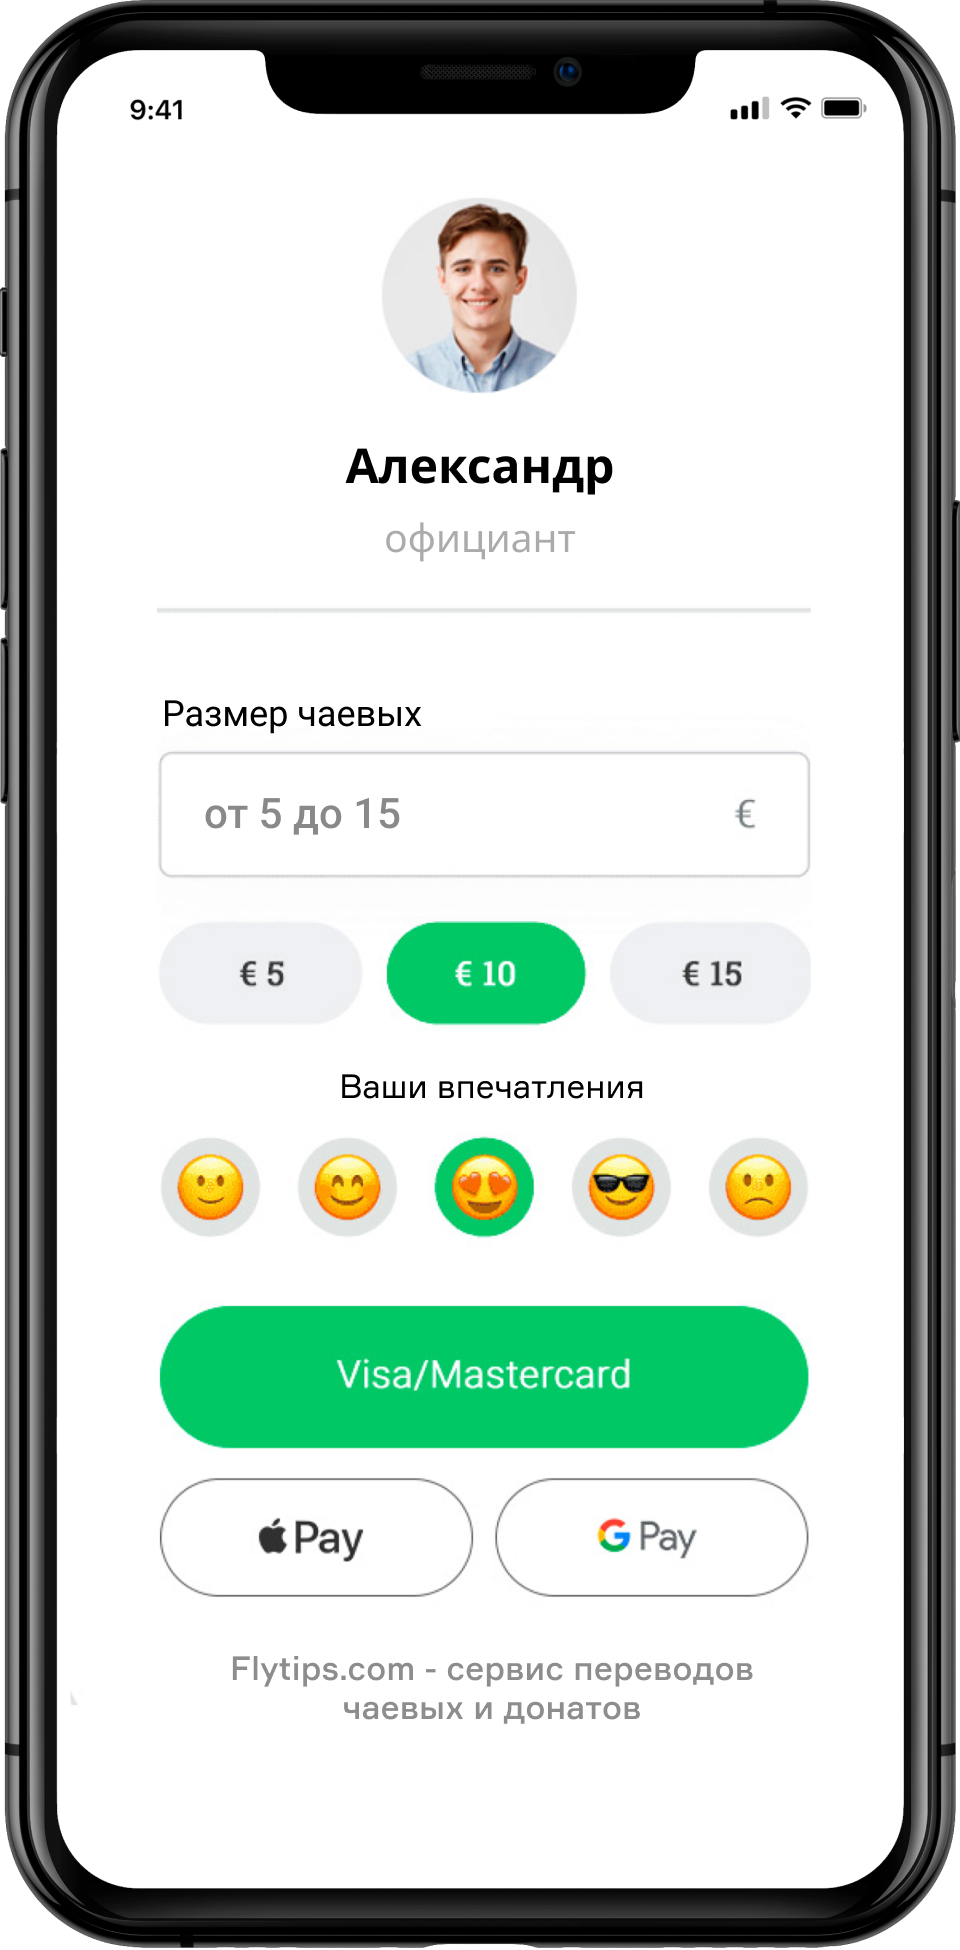 9:41
Александр
официант
Размер чаевых
от 5 до 15 €
€ 5 € 10 € 15
Ваши впечатления
Visa/Mastercard
Pay G Pay
Flytips.com - сервис переводов
чаевых и донатов